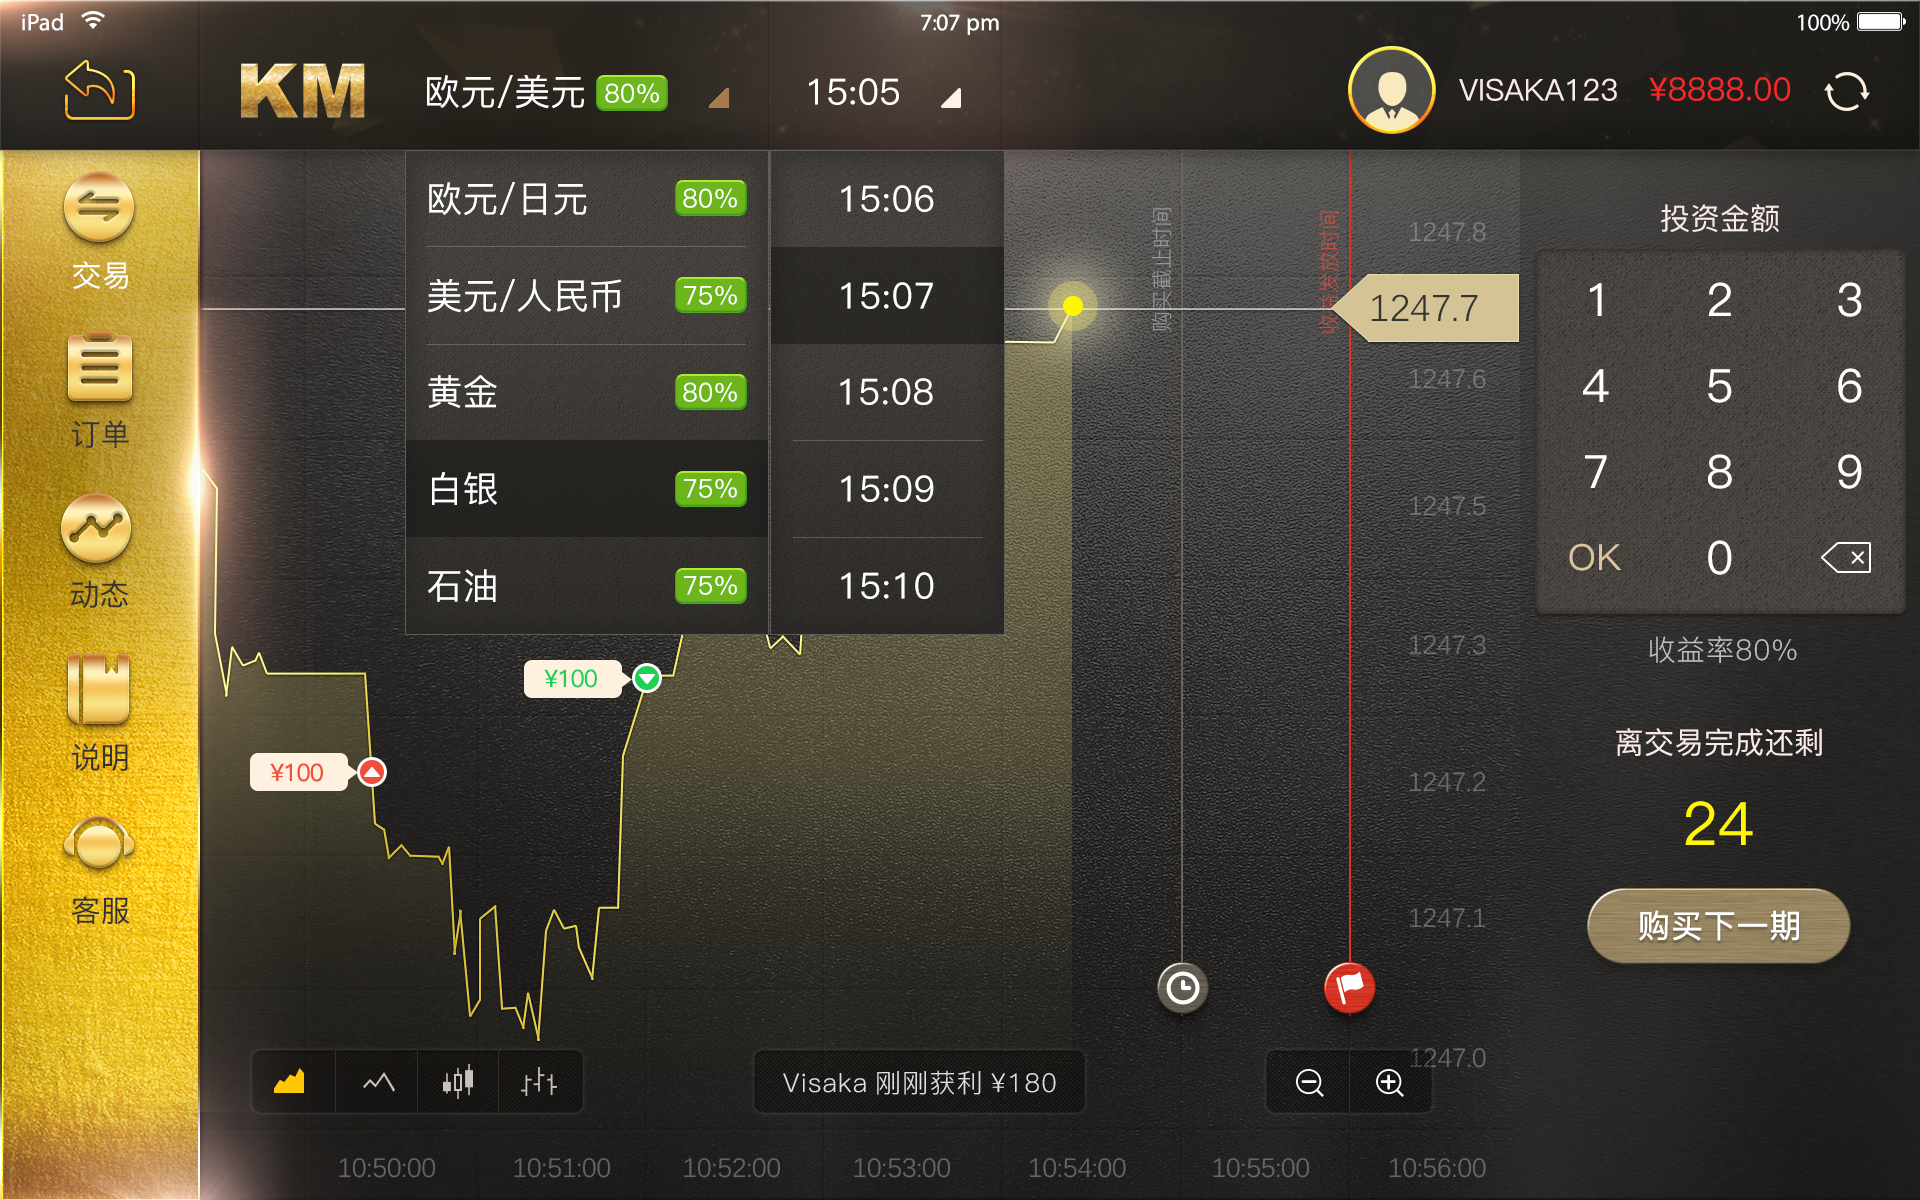 iPad
7:07 pm
100%
KM
欧元/美元 80%
15:05
VISAKA123
¥8888.00
交易
订单
动态
说明
客服
欧元/日元 80%
美元/人民币 75%
黄金 80%
白银 75%
石油 75%
15:06
15:07
15:08
15:09
15:10
购买截止时间
收益发放时间
1247.8
1247.7
1247.6
1247.5
1247.3
1247.2
1247.1
1247.0
¥100
¥100
投资金额
1 2 3
4 5 6
7 8 9
OK 0
收益率80%
离交易完成还剩
24
购买下一期
Visaka 刚刚获利 ¥180
10:50:00 10:51:00 10:52:00 10:53:00 10:54:00 10:55:00 10:56:00